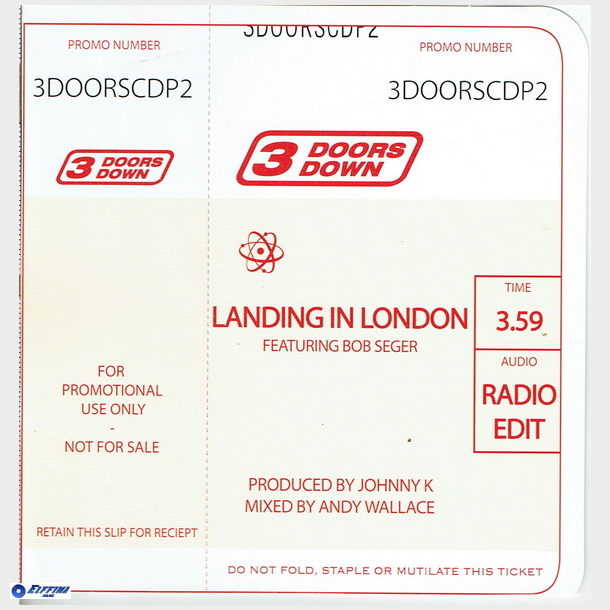 PROMO NUMBER
3DOORSCDP2
3 DOORS
DOWN
FOR
PROMOTIONAL
USE ONLY
-
NOT FOR SALE
RETAIN THIS SLIP FOR RECIEPT
3DOORSCDP2
PROMO NUMBER
3DOORSCDP2
3 DOORS
DOWN
LANDING IN LONDON
FEATURING BOB SEGER
TIME
3.59
AUDIO
RADIO
EDIT
PRODUCED BY JOHNNY K
MIXED BY ANDY WALLACE
DO NOT FOLD, STAPLE OR MUTILATE THIS TICKET